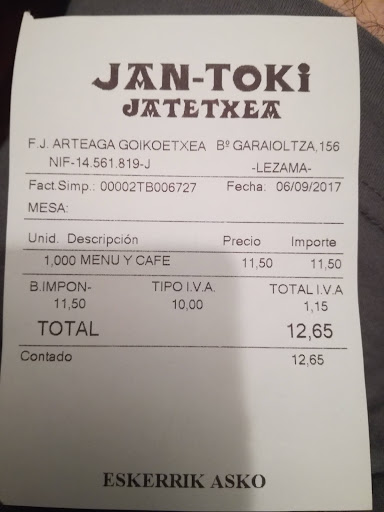 JAN-TOKi
JATETXEA
F.J. ARTEAGA GOIKOETXEA Bº GARAIOLTZA,156
NIF-14.561.819-J -LEZAMA-
Fact.Simp.: 00002TB006727 Fecha: 06/09/2017
MESA:
Unid. Descripción Precio Importe
1,000 MENU Y CAFE 11,50 11,50
B.IMPON- TIPO I.V.A. TOTAL I.V.A
11,50 10,00 1,15
TOTAL 12,65
Contado 12,65
ESKERRIK ASKO